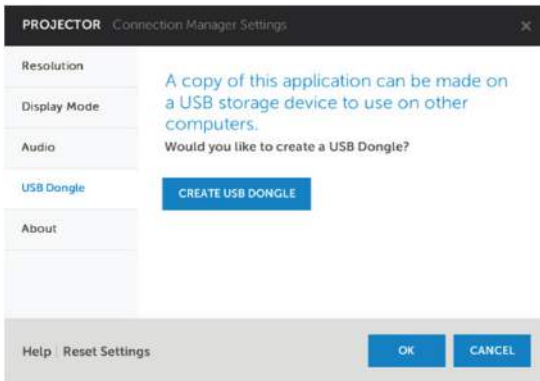 PROJECTOR Connection Manager Settings
Resolution
Display Mode
Audio
USB Dongle
About
A copy of this application can be made on
a USB storage device to use on other
computers.
Would you like to create a USB Dongle?
CREATE USB DONGLE
Help | Reset Settings
OK
CANCEL